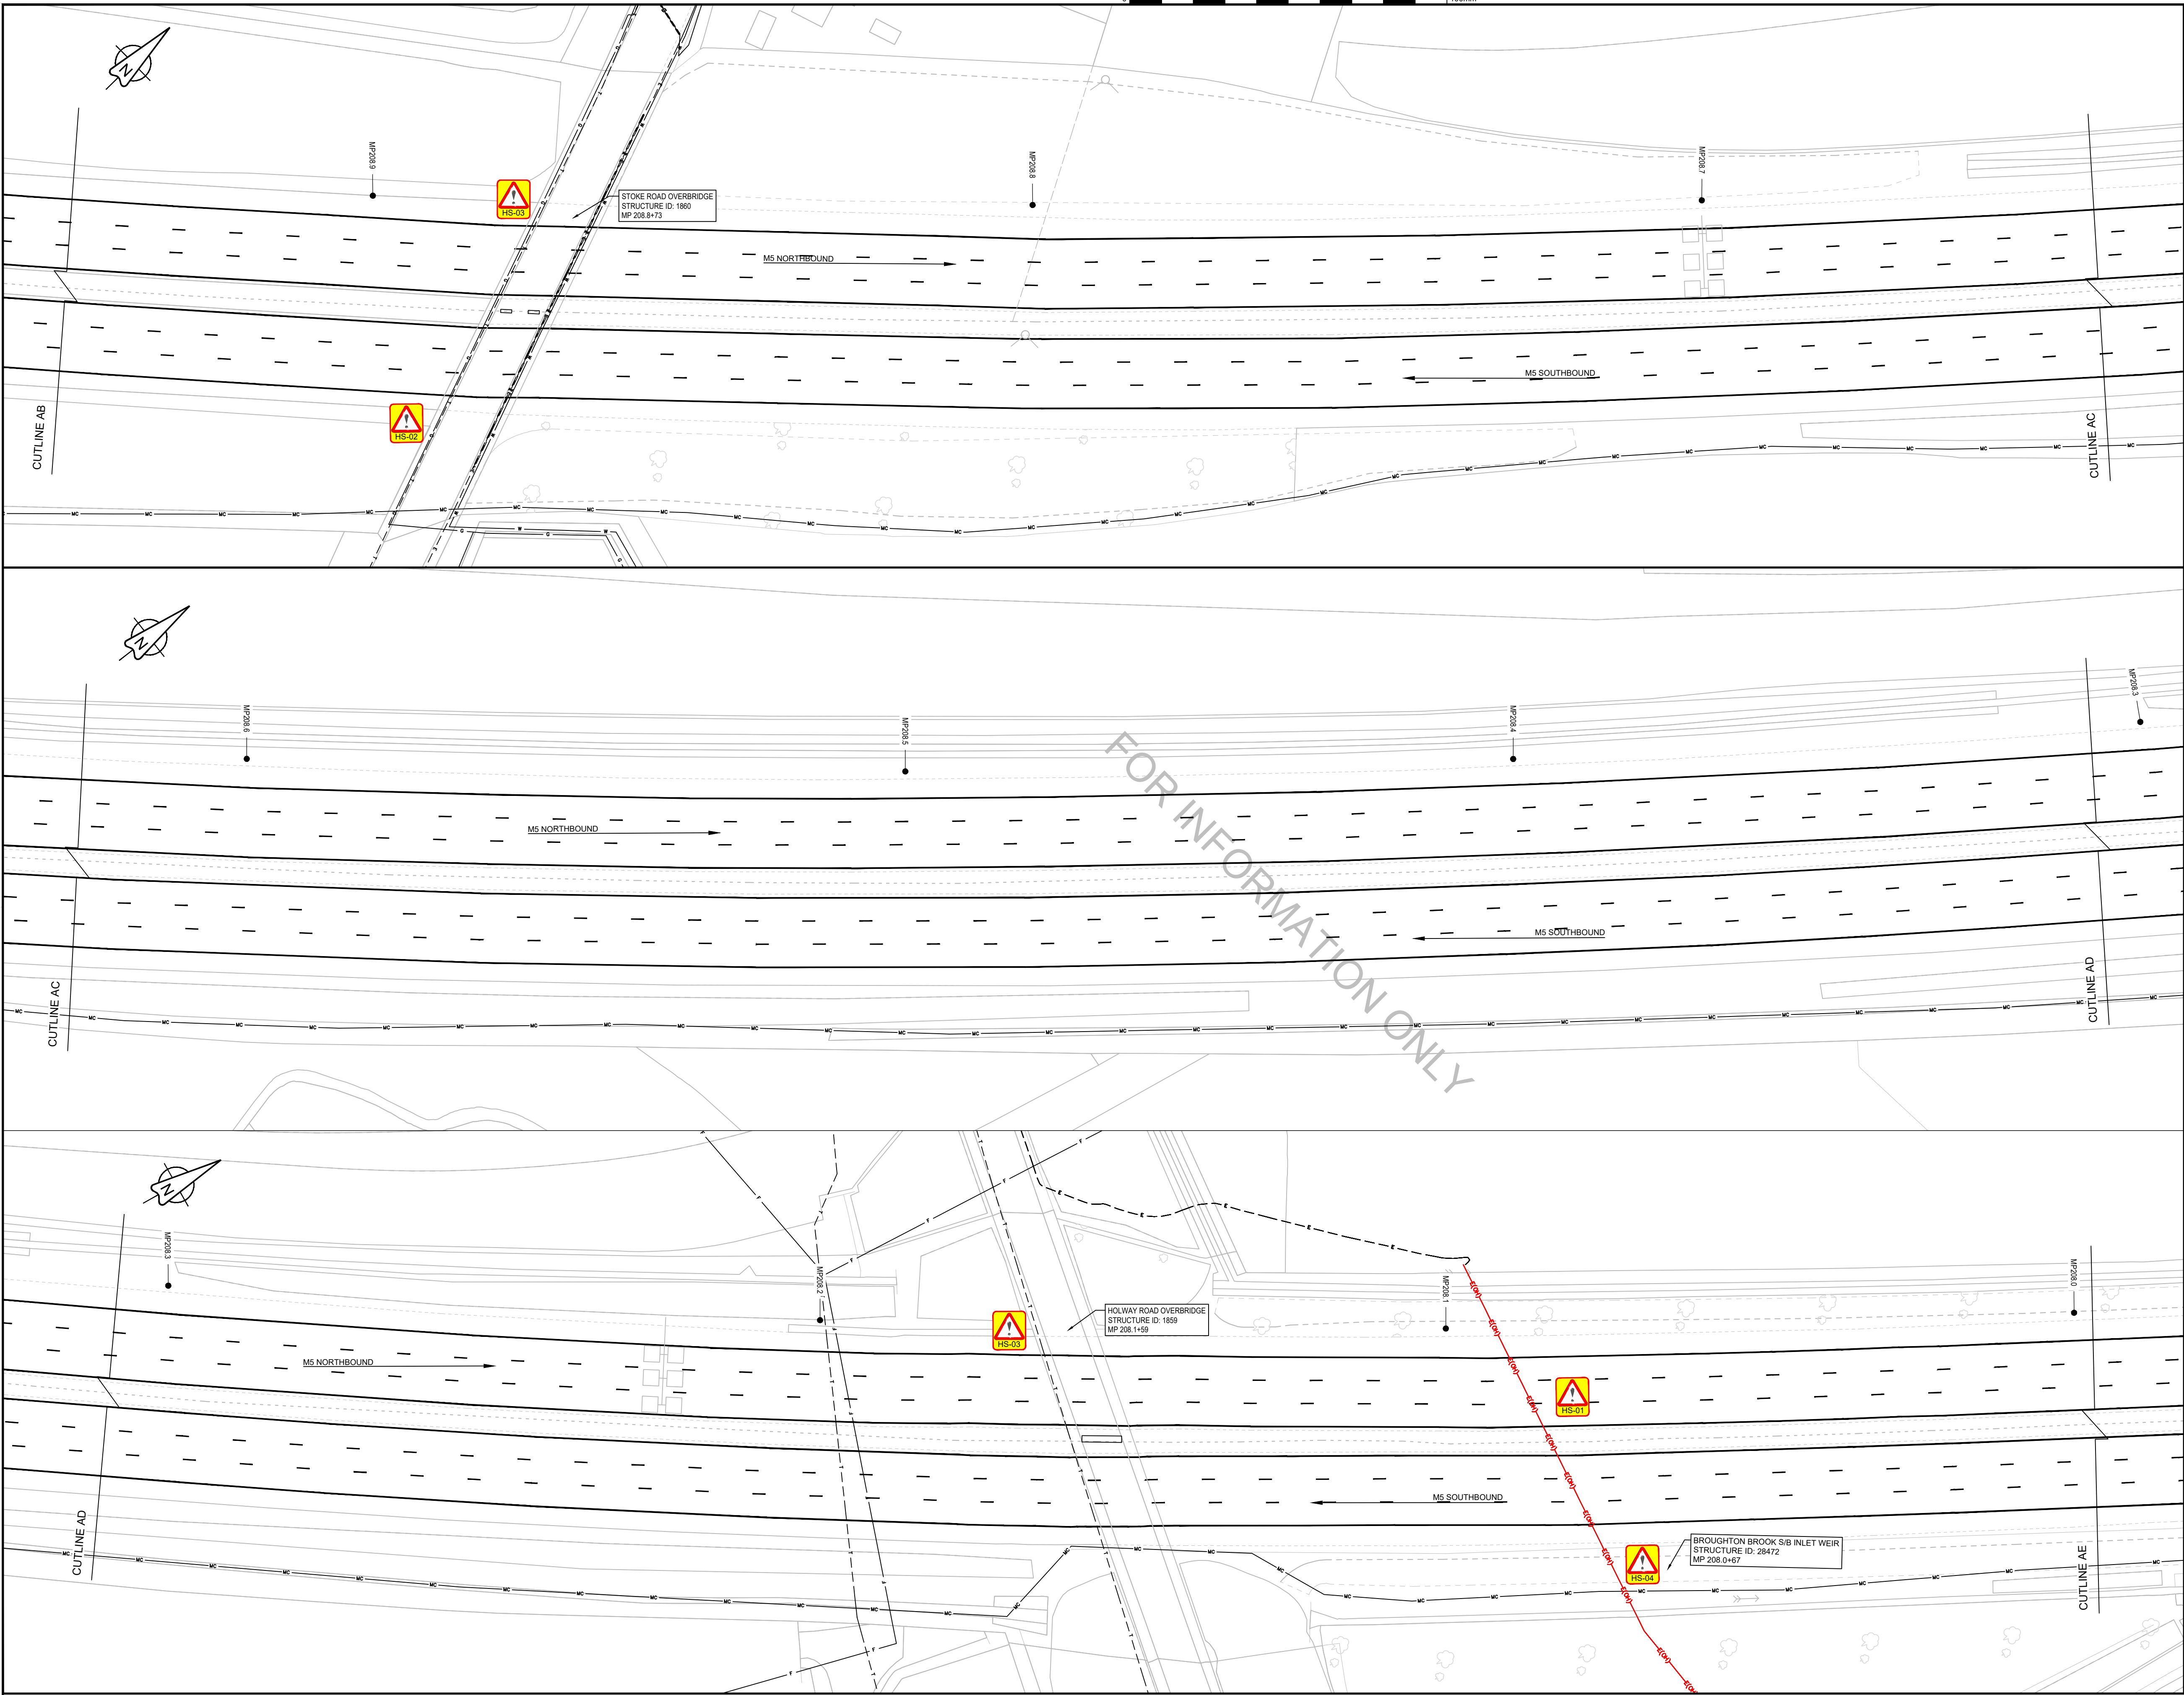 MP208.9
MP208.8
MP208.7
HS-03
STOKE ROAD OVERBRIDGE
STRUCTURE ID: 1860
MP 208.8+73
M5 NORTHBOUND
M5 SOUTHBOUND
HS-02
CUTLINE AB
CUTLINE AC
MP208.6
MP208.5
MP208.4
MP208.3
FOR INFORMATION ONLY
M5 NORTHBOUND
M5 SOUTHBOUND
CUTLINE AC
CUTLINE AD
MP208.3
MP208.2
MP208.1
MP208.0
HS-03
HOLWAY ROAD OVERBRIDGE
STRUCTURE ID: 1859
MP 208.1+59
M5 NORTHBOUND
HS-01
M5 SOUTHBOUND
HS-04
BROUGHTON BROOK S/B INLET WEIR
STRUCTURE ID: 28472
MP 208.0+67
CUTLINE AD
CUTLINE AE